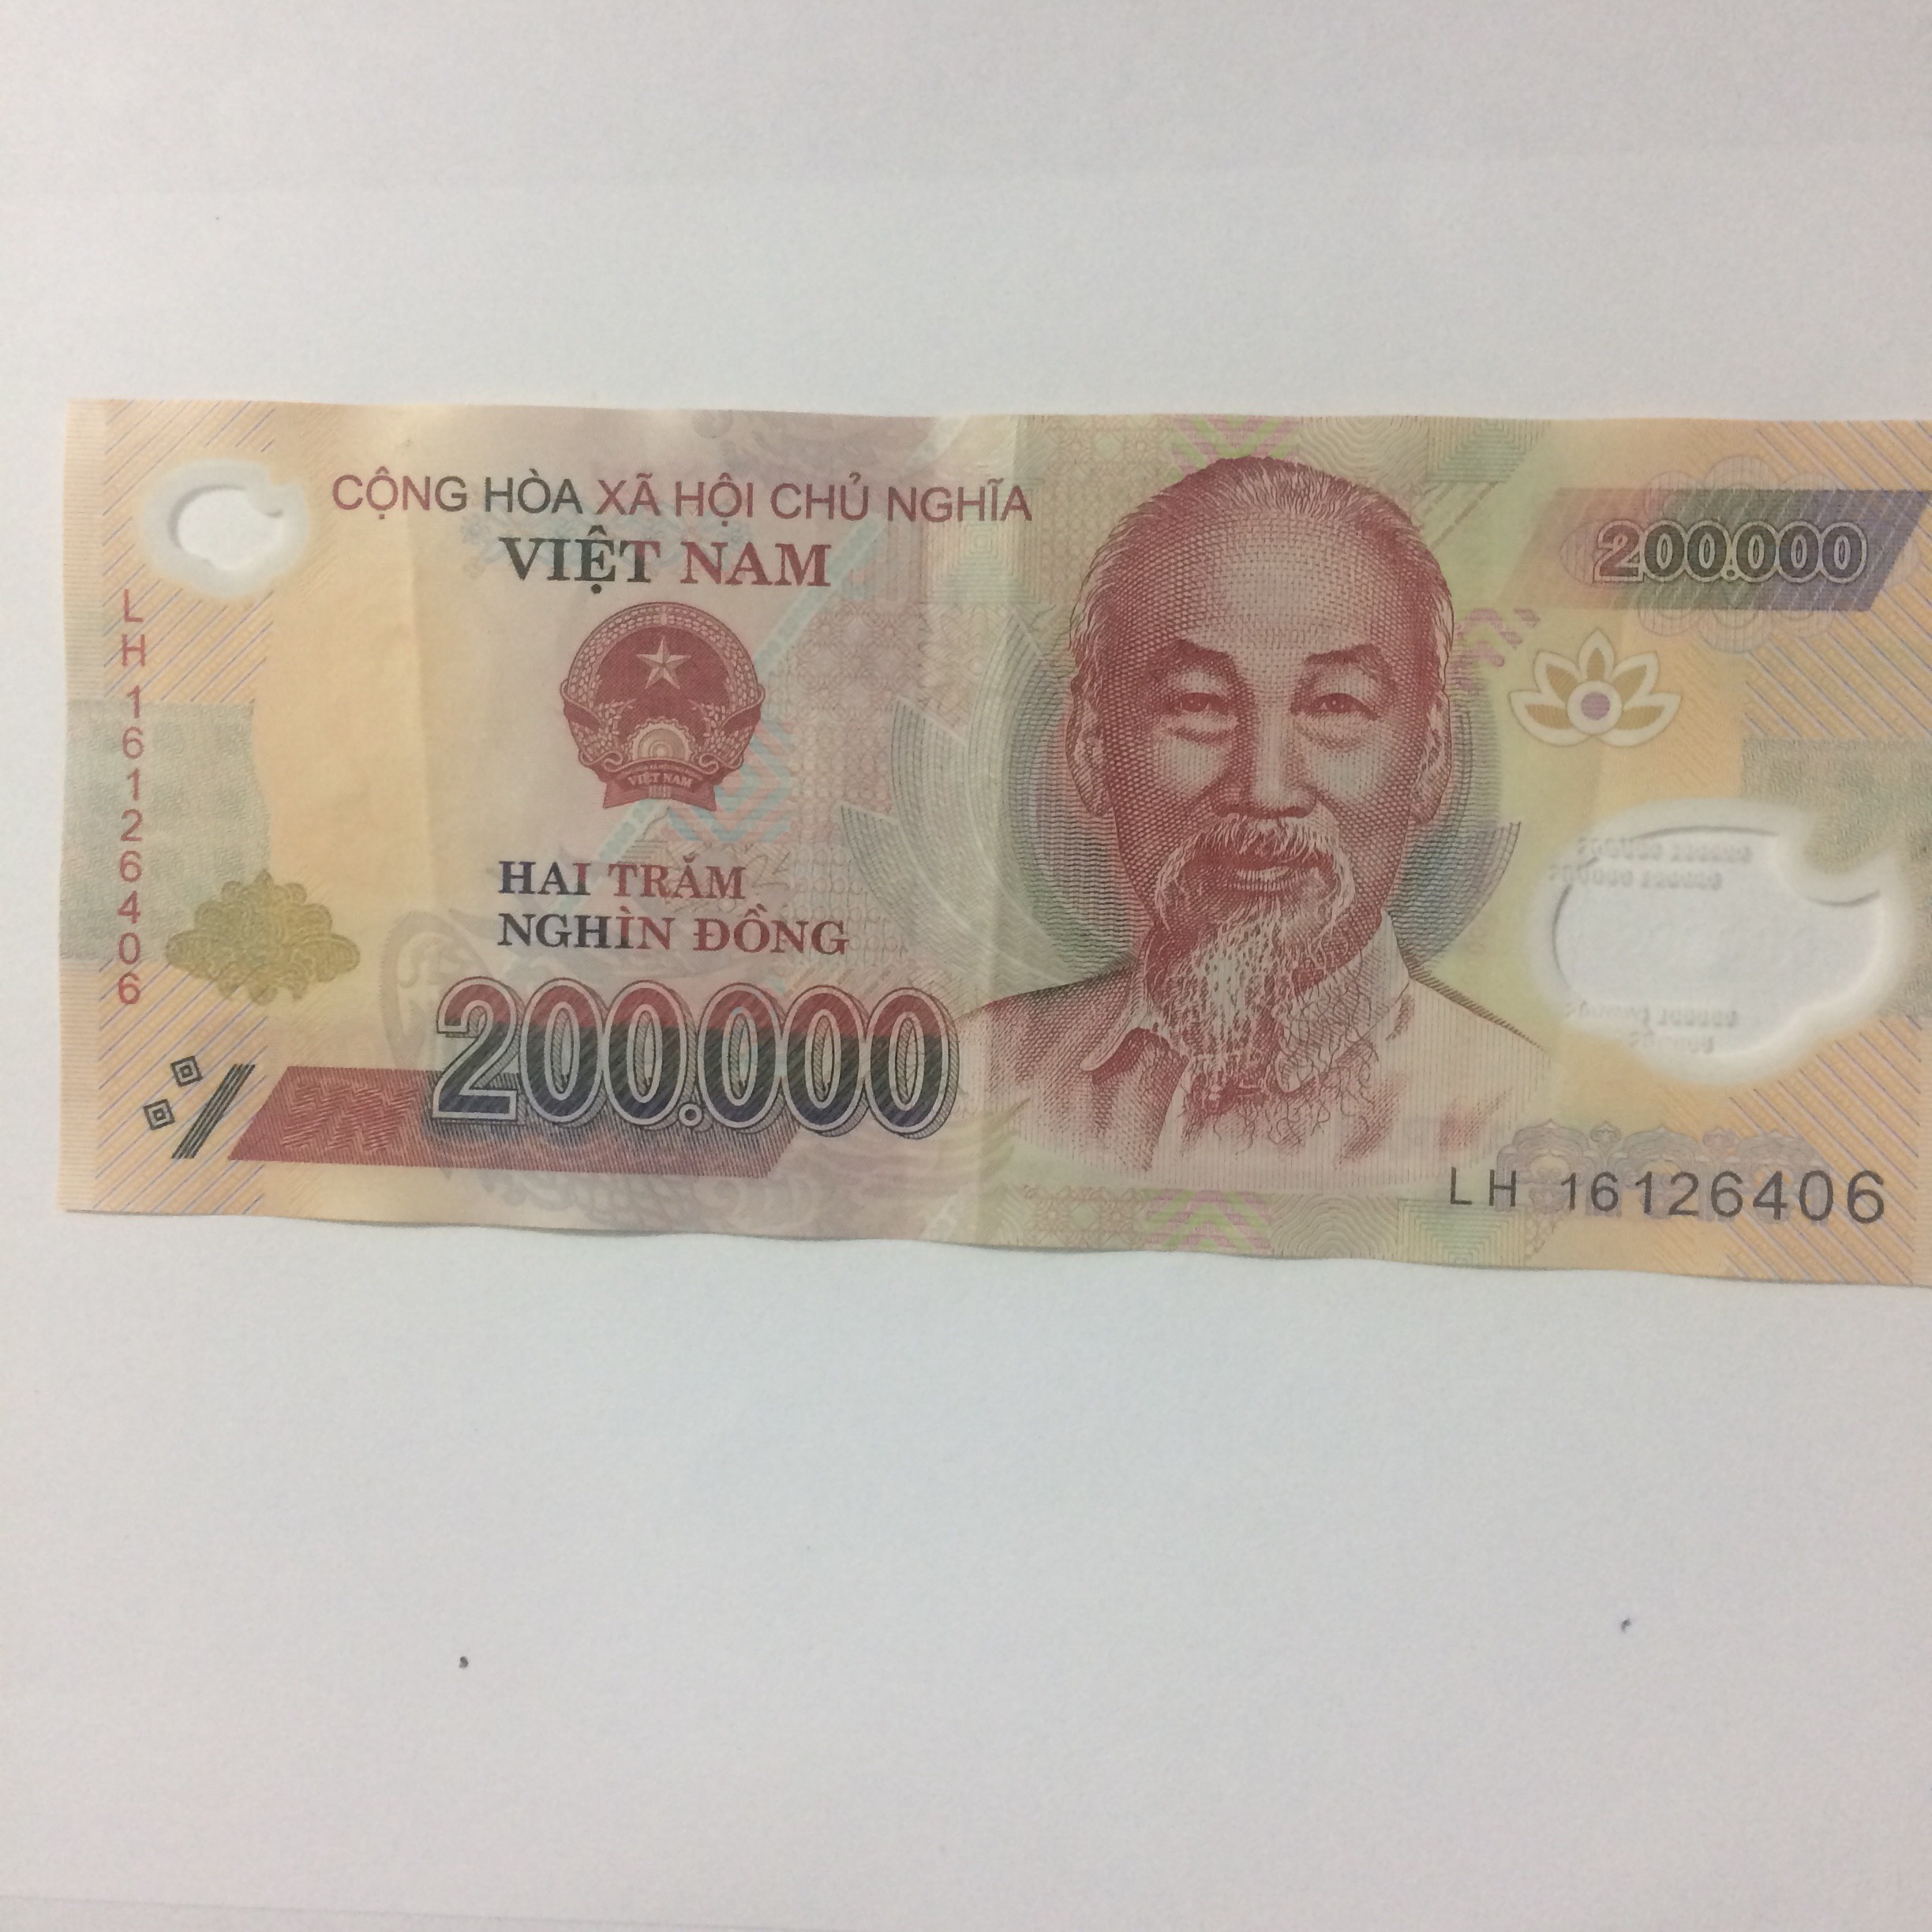 CỘNG HÒA XÃ HỘI CHỦ NGHĨA
VIỆT NAM
200.000
LH 16126406
VIỆT NAM
HAI TRĂM
NGHÌN ĐỒNG
200.000
LH 16126406